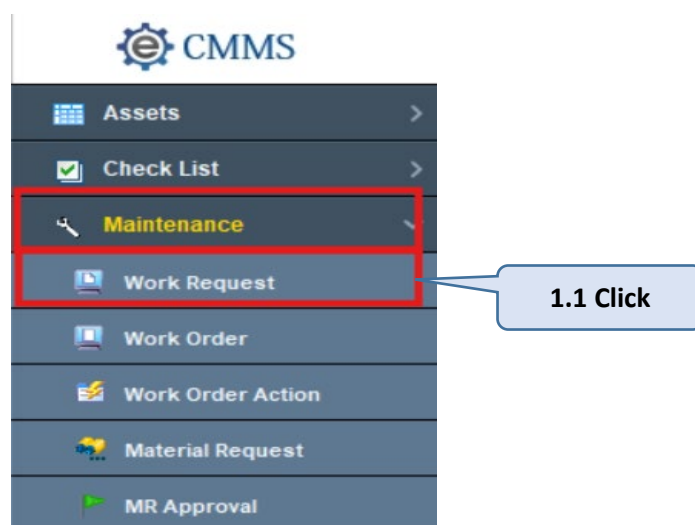 e CMMS
Assets
Check List
Maintenance
Work Request
1.1 Click
Work Order
Work Order Action
Material Request
MR Approval